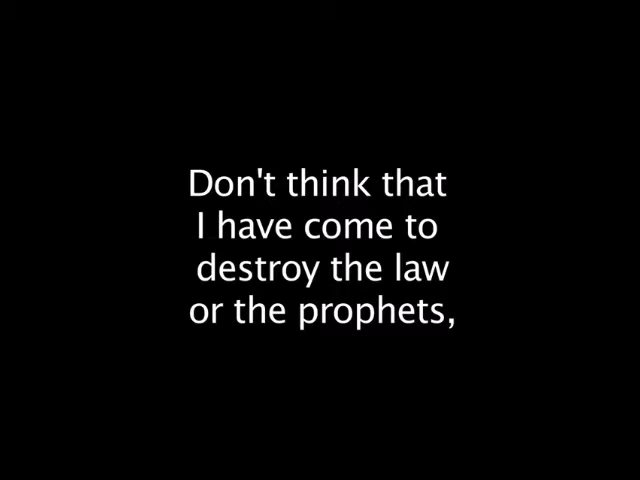 Don't think that
I have come to
destroy the law
or the prophets,